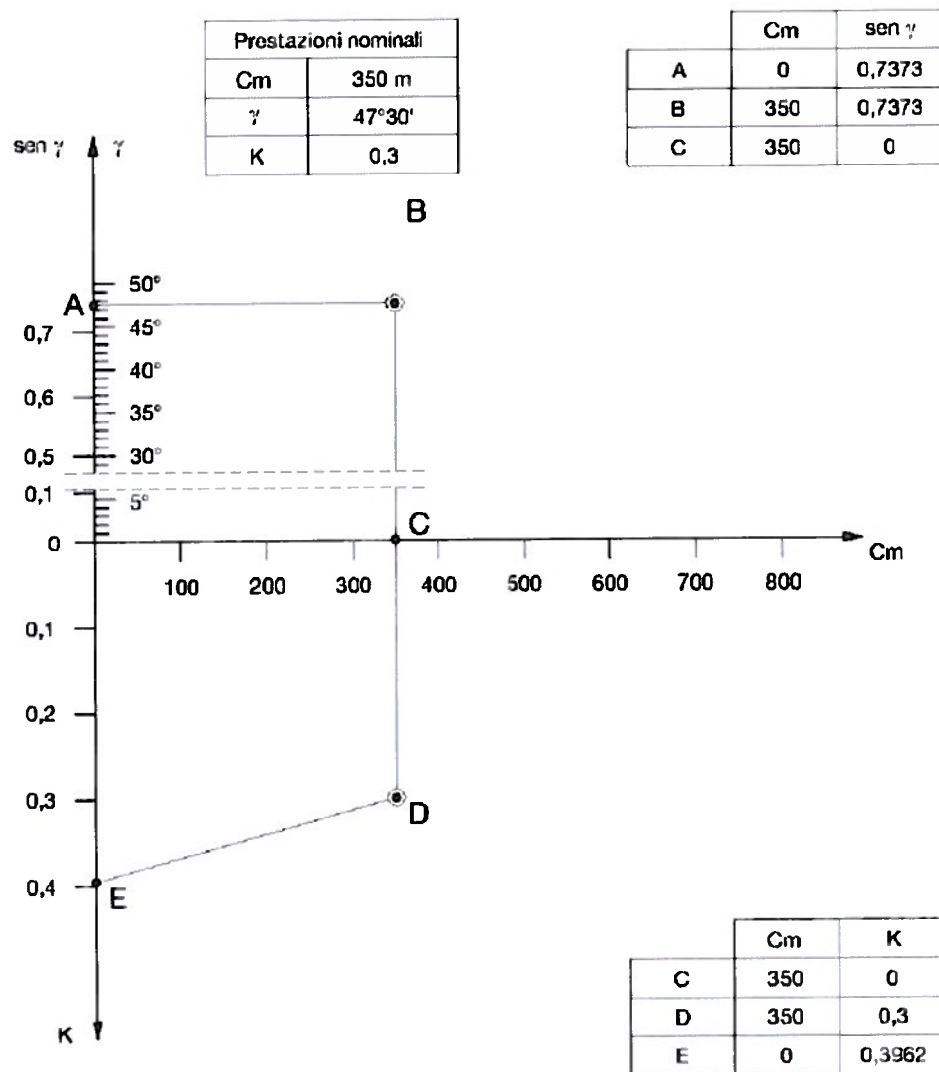 Prestazioni nominali
Cm 350 m
γ 47°30'
K 0,3
Cm sen γ
A 0 0,7373
B 350 0,7373
C 350 0
sen γ γ
B
50°
A
0,7 45°
40°
0,6
35°
0,5 30°
0,1
5°
C
0
Cm
100 200 300 400 500 600 700 800
0,1
0,2
0,3
D
0,4
E
Cm K
C 350 0
D 350 0,3
E 0 0,3962
K